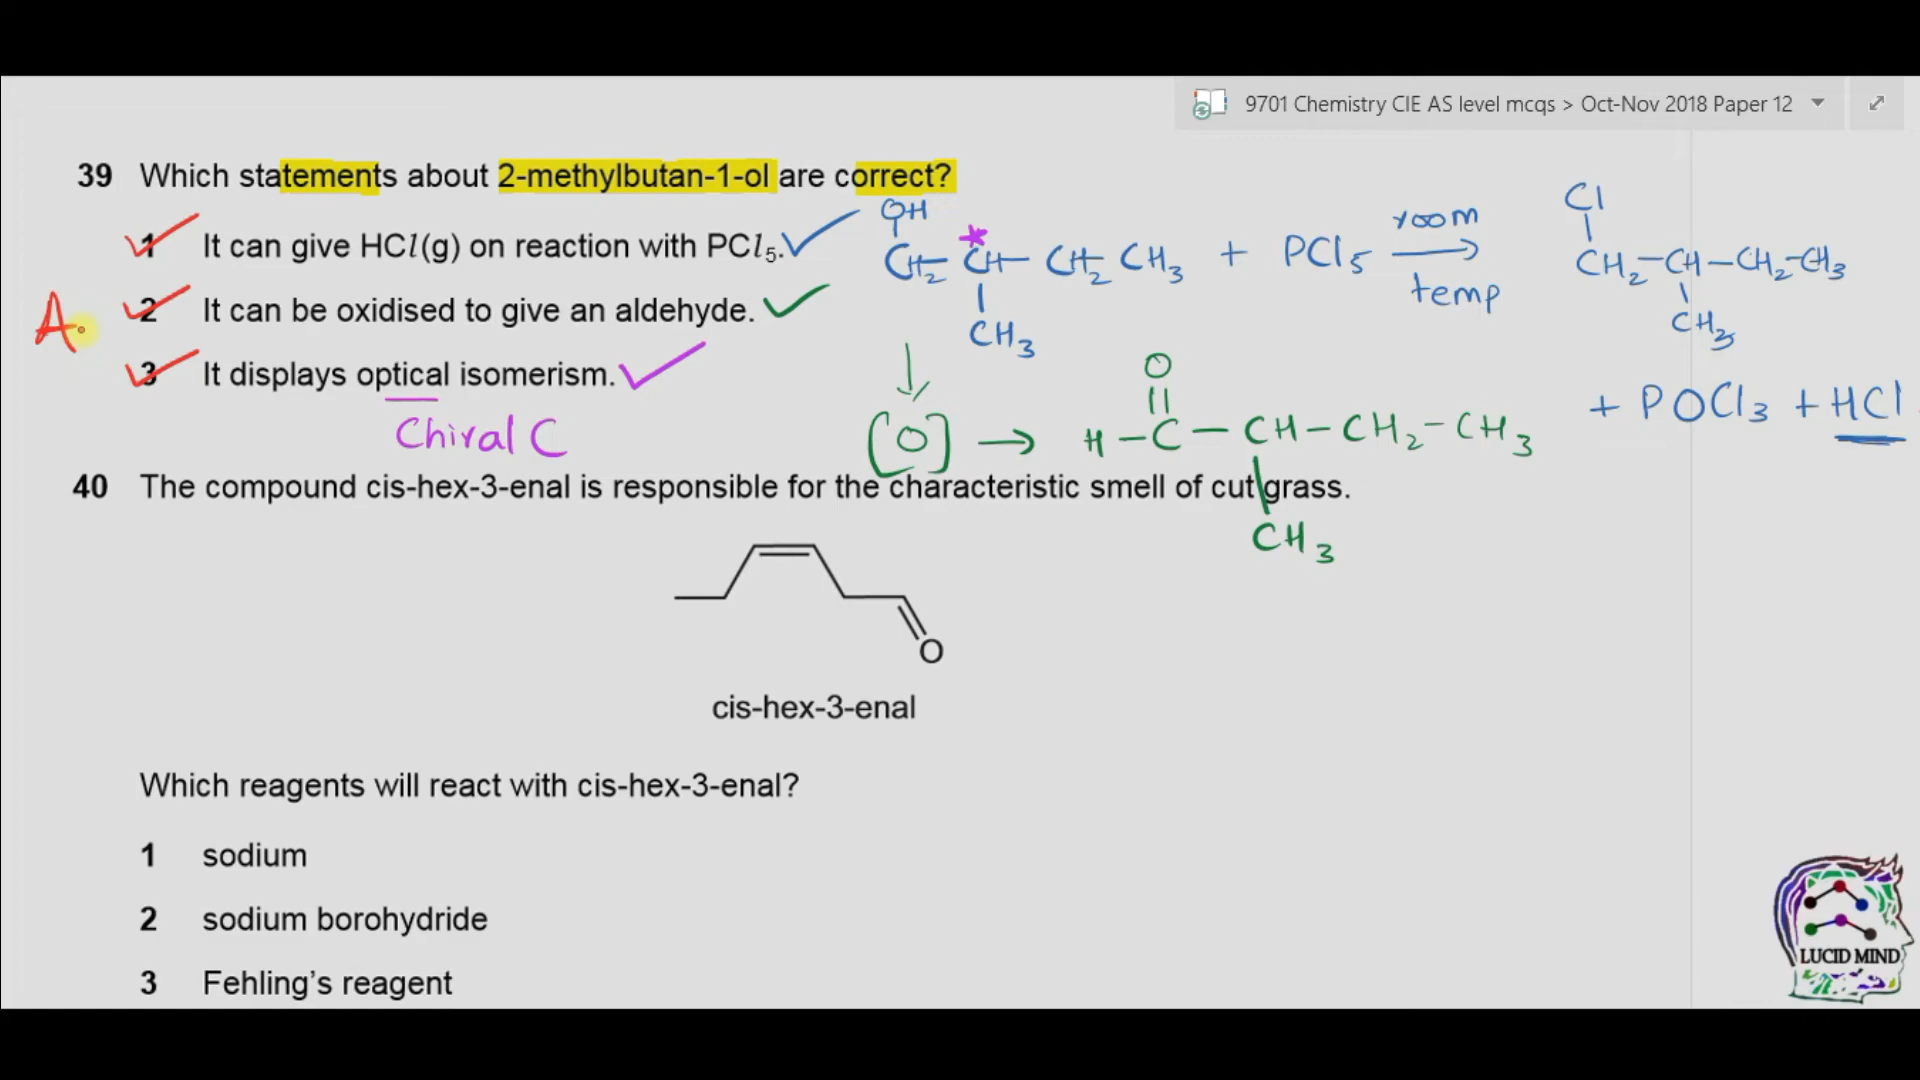 9701 Chemistry CIE AS level mcqs > Oct-Nov 2018 Paper 12
39 Which statements about 2-methylbutan-1-ol are correct?
1 It can give HCl(g) on reaction with PCl₅.
2 It can be oxidised to give an aldehyde.
3 It displays optical isomerism.
A.
Chiral C
OH
CH₂ – CH – CH₂ CH₃ + PCl₅
*
CH₃
room
temp
Cl
CH₂–CH–CH₂–CH₃
CH₃
+ POCl₃ + HCl
[O] → H–C–CH–CH₂–CH₃
O
CH₃
40 The compound cis-hex-3-enal is responsible for the characteristic smell of cut grass.
O
cis-hex-3-enal
Which reagents will react with cis-hex-3-enal?
1 sodium
2 sodium borohydride
3 Fehling's reagent
LUCID MIND